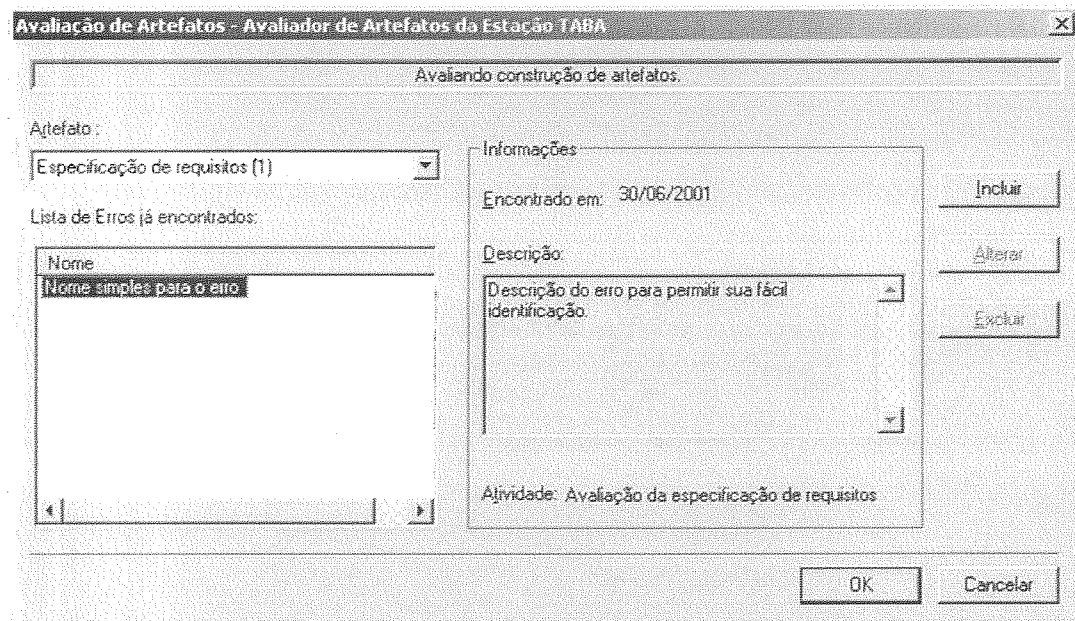 Avaliação de Artefatos - Avaliador de Artefatos da Estação TABA
Avaliando construção de artefatos.
Artefato :
Especificação de requisitos (1)
Lista de Erros já encontrados:
Nome
Nome simples para o erro
Informações
Encontrado em: 30/06/2001
Descrição:
Descrição do erro para permitir sua fácil
identificação.
Atividade: Avaliação da especificação de requisitos
Incluir
Alterar
Excluir
OK
Cancelar